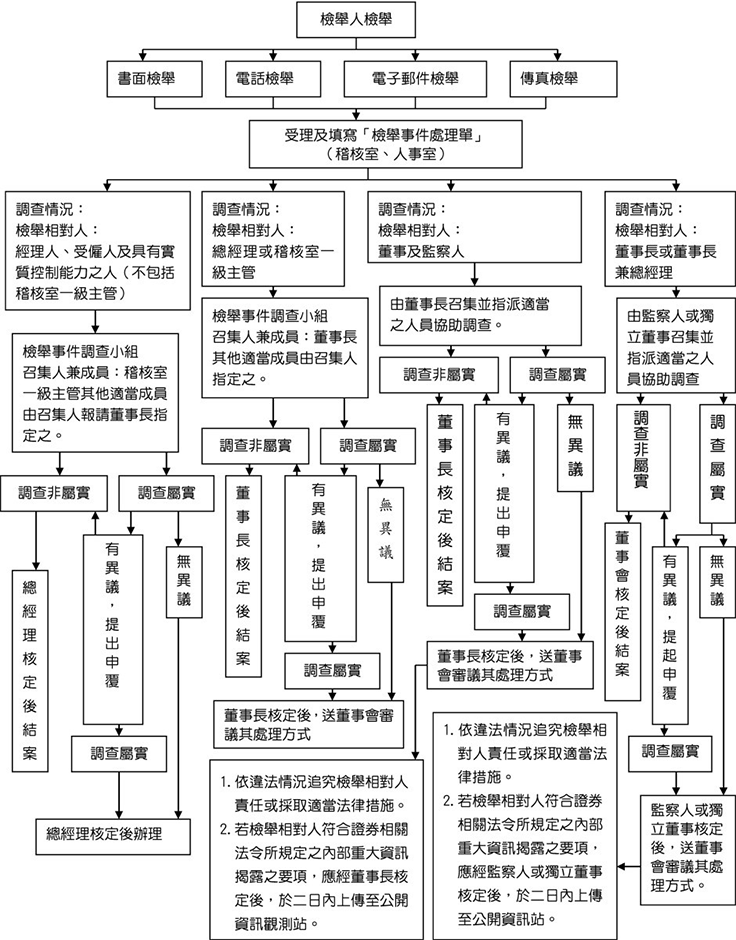 檢舉人檢舉
書面檢舉
電話檢舉
電子郵件檢舉
傳真檢舉
受理及填寫「檢舉事件處理單」
（稽核室、人事室）
調查情況：
檢舉相對人：
經理人、受僱人及具有實
質控制能力之人（不包括
稽核室一級主管）
檢舉事件調查小組
召集人兼成員：稽核室
一級主管其他適當成員
由召集人報請董事長指
定之。
調查非屬實
調查屬實
總經理核定後結案
有異議，提出申覆
無異議
調查屬實
總經理核定後辦理
調查情況：
檢舉相對人：
總經理或稽核室一
級主管
檢舉事件調查小組
召集人兼成員：董事長
其他適當成員由召集人
指定之。
調查非屬實
調查屬實
董事長核定後結案
有異議，提出申覆
無異議
調查屬實
董事長核定後，送董事會審
議其處理方式
調查情況：
檢舉相對人：
董事及監察人
由董事長召集並指派適當
之人員協助調查。
調查非屬實
調查屬實
董事長核定後結案
有異議，提出申覆
無異議
調查屬實
董事長核定後，送董事
會審議其處理方式
1. 依違法情況追究檢舉相對人
責任或採取適當法律措施。
2. 若檢舉相對人符合證券相關
法令所規定之內部重大資訊
揭露之要項，應經董事長核
定後，於二日內上傳至公開
資訊觀測站。
調查情況：
檢舉相對人：
董事長或董事長
兼總經理
由監察人或獨
立董事召集並
指派適當之人
員協助調查
調查非屬實
調查屬實
董事會核定後結案
有異議，提起申覆
無異議
調查屬實
監察人或獨
立董事核定
後，送董事
會審議其處
理方式。
1. 依違法情況追究檢舉相
對人責任或採取適當法
律措施。
2. 若檢舉相對人符合證券
相關法令所規定之內部
重大資訊揭露之要項，
應經監察人或獨立董事
核定後，於二日內上傳
至公開資訊站。